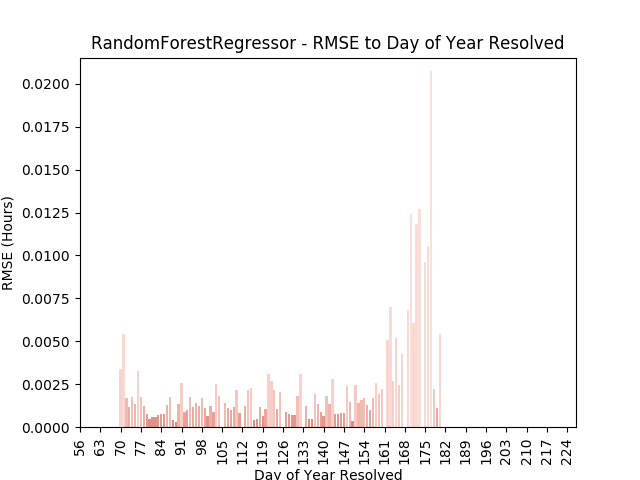 RandomForestRegressor - RMSE to Day of Year Resolved
0.0200
0.0175
0.0150
0.0125
0.0100
0.0075
0.0050
0.0025
0.0000
RMSE (Hours)
56 63 70 77 84 91 98 105 112 119 126 133 140 147 154 161 168 175 182 189 196 203 210 217 224
Day of Year Resolved